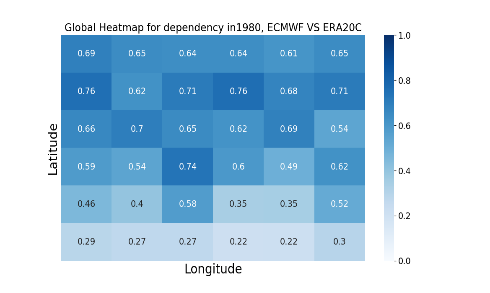 Global Heatmap for dependency in1980, ECMWF VS ERA20C
0.69 0.65 0.64 0.64 0.61 0.65
0.76 0.62 0.71 0.76 0.68 0.71
0.66 0.7 0.65 0.62 0.69 0.54
0.59 0.54 0.74 0.6 0.49 0.62
0.46 0.4 0.58 0.35 0.35 0.52
0.29 0.27 0.27 0.22 0.22 0.3
Latitude
Longitude
1.0
0.8
0.6
0.4
0.2
0.0